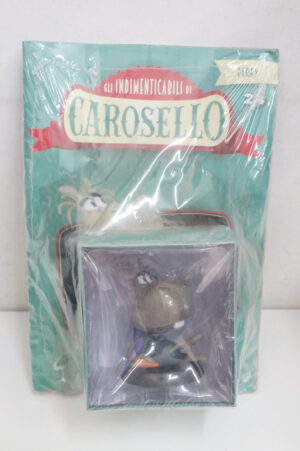 GLI INDIMENTICABILI DI
CAROSELLO